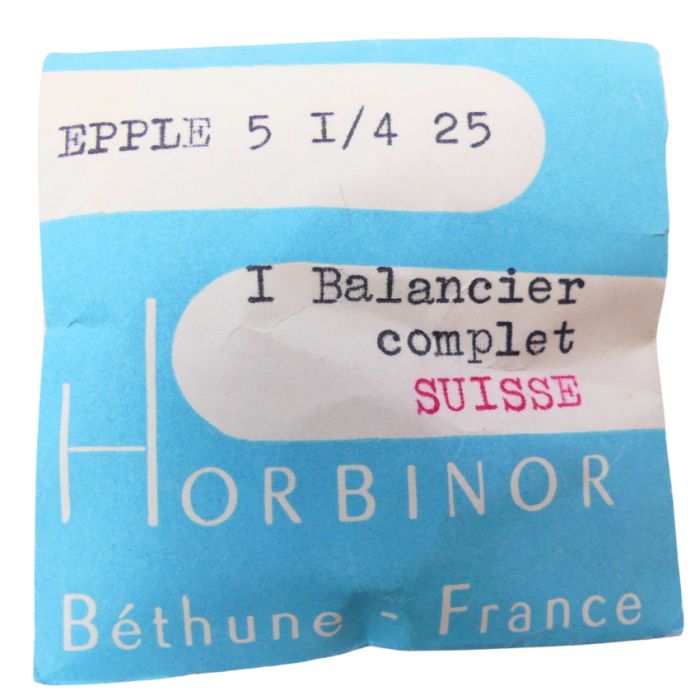 EPPLE 5 I/4 25
I Balancier
complet
SUISSE
HORBINOR
Béthune - France